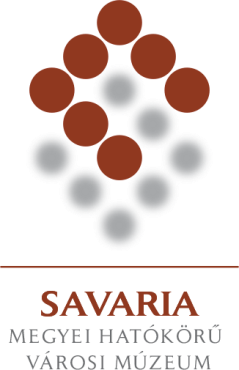 SAVARIA
MEGYEI HATÓKÖRŰ
VÁROSI MÚZEUM